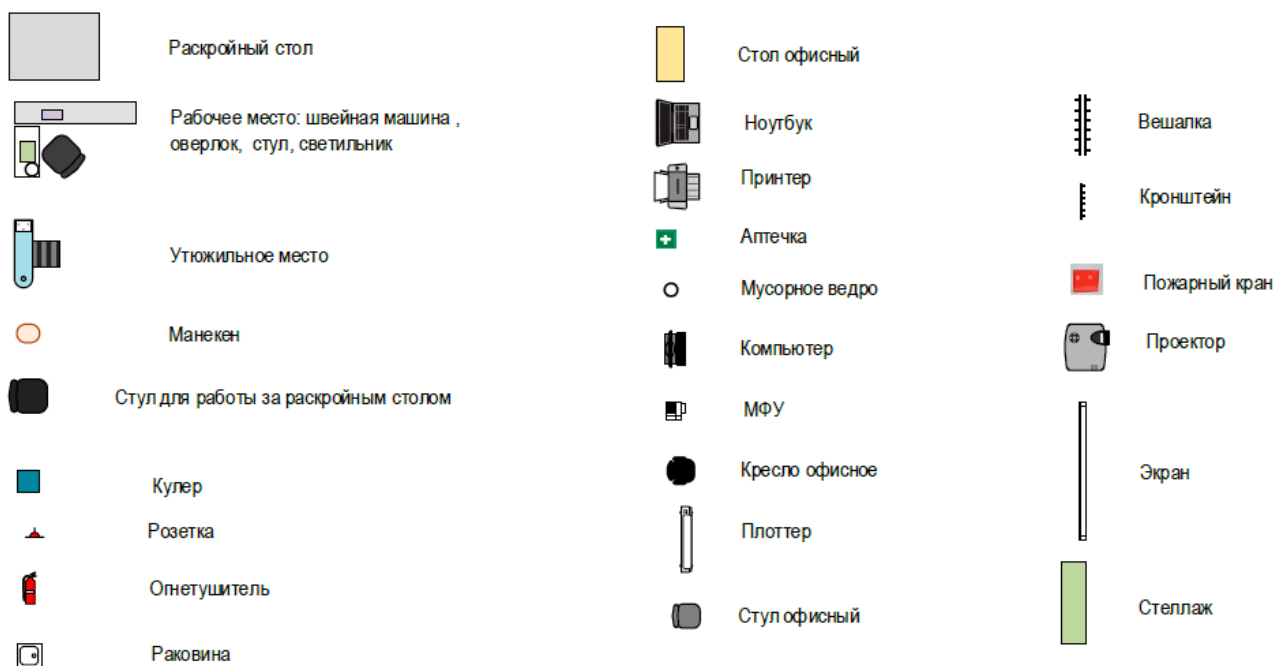 Раскройный стол
Рабочее место: швейная машина ,
оверлок, стул, светильник
Утюжильное место
Манекен
Стул для работы за раскройным столом
Кулер
Розетка
Огнетушитель
Раковина
Стол офисный
Ноутбук
Принтер
Аптечка
Мусорное ведро
Компьютер
МФУ
Кресло офисное
Плоттер
Стул офисный
Вешалка
Кронштейн
Пожарный кран
Проектор
Экран
Стеллаж